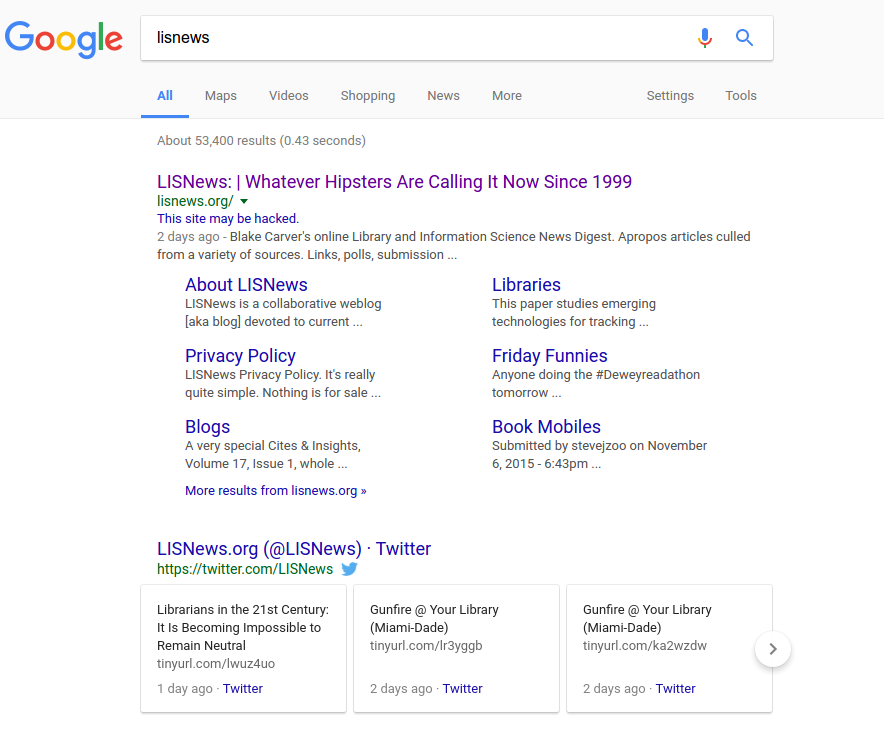 Google
lisnews
All Maps Videos Shopping News More Settings Tools
About 53,400 results (0.43 seconds)
LISNews: | Whatever Hipsters Are Calling It Now Since 1999
lisnews.org/
This site may be hacked.
2 days ago - Blake Carver's online Library and Information Science News Digest. Apropos articles culled
from a variety of sources. Links, polls, submission ...
About LISNews
LISNews is a collaborative weblog
[aka blog] devoted to current ...
Libraries
This paper studies emerging
technologies for tracking ...
Privacy Policy
LISNews Privacy Policy. It's really
quite simple. Nothing is for sale ...
Friday Funnies
Anyone doing the #Deweyreadathon
tomorrow ...
Blogs
A very special Cites & Insights,
Volume 17, Issue 1, whole ...
Book Mobiles
Submitted by stevejzoo on November
6, 2015 - 6:43pm ...
More results from lisnews.org »
LISNews.org (@LISNews) · Twitter
https://twitter.com/LISNews
Librarians in the 21st Century:
It Is Becoming Impossible to
Remain Neutral
tinyurl.com/lwuz4uo
1 day ago · Twitter
Gunfire @ Your Library
(Miami-Dade)
tinyurl.com/lr3yggb
2 days ago · Twitter
Gunfire @ Your Library
(Miami-Dade)
tinyurl.com/ka2wzdw
2 days ago · Twitter